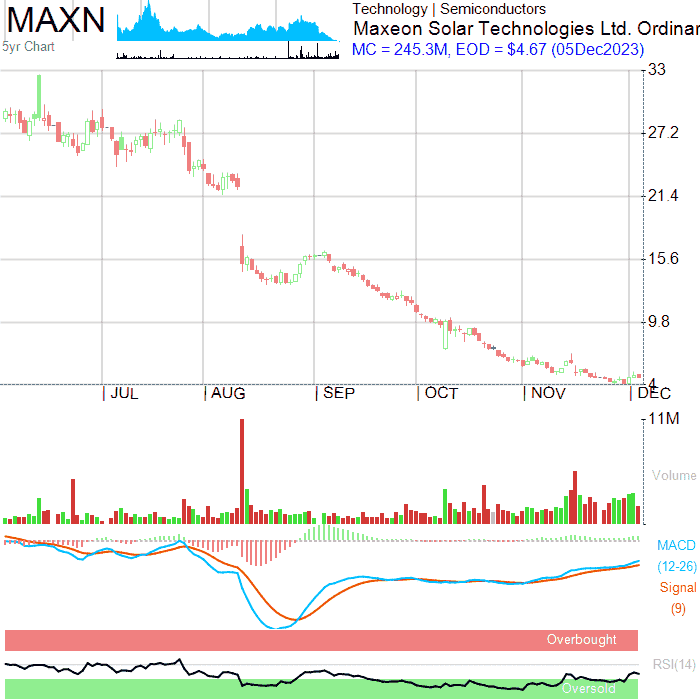 MAXN
5yr Chart
Technology | Semiconductors
Maxeon Solar Technologies Ltd. Ordinar
MC = 245.3M, EOD = $4.67 (05Dec2023)
33
27.2
21.4
15.6
9.8
4
JUL AUG SEP OCT NOV DEC
11M
Volume
MACD
(12-26)
Signal
(9)
Overbought
RSI(14)
Oversold